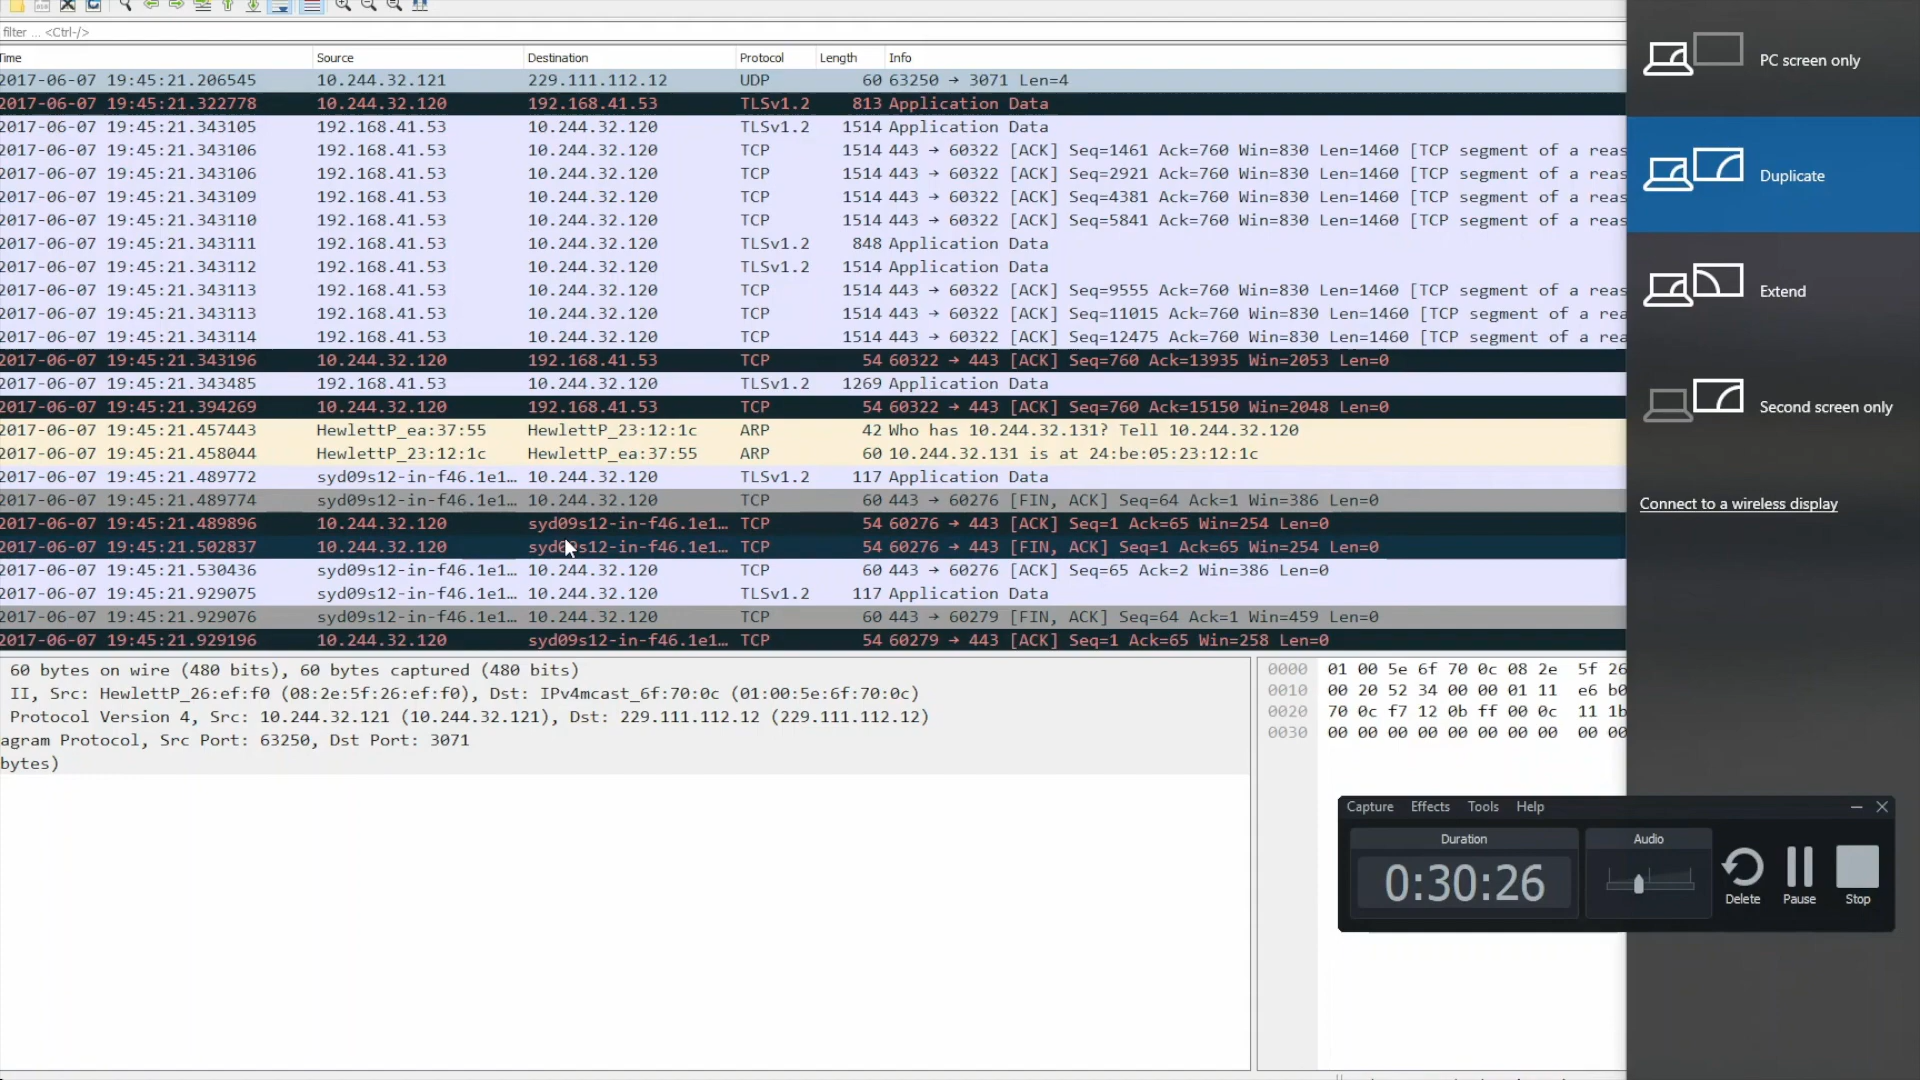 filter ... <Ctrl-/>
Time Source Destination Protocol Length Info
2017-06-07 19:45:21.206545 10.244.32.121 229.111.112.12 UDP 60 63250 → 3071 Len=4
2017-06-07 19:45:21.322778 10.244.32.120 192.168.41.53 TLSv1.2 813 Application Data
2017-06-07 19:45:21.343105 192.168.41.53 10.244.32.120 TLSv1.2 1514 Application Data
2017-06-07 19:45:21.343106 192.168.41.53 10.244.32.120 TCP 1514 443 → 60322 [ACK] Seq=1461 Ack=760 Win=830 Len=1460 [TCP segment of a reas
2017-06-07 19:45:21.343106 192.168.41.53 10.244.32.120 TCP 1514 443 → 60322 [ACK] Seq=2921 Ack=760 Win=830 Len=1460 [TCP segment of a reas
2017-06-07 19:45:21.343109 192.168.41.53 10.244.32.120 TCP 1514 443 → 60322 [ACK] Seq=4381 Ack=760 Win=830 Len=1460 [TCP segment of a reas
2017-06-07 19:45:21.343110 192.168.41.53 10.244.32.120 TCP 1514 443 → 60322 [ACK] Seq=5841 Ack=760 Win=830 Len=1460 [TCP segment of a reas
2017-06-07 19:45:21.343111 192.168.41.53 10.244.32.120 TLSv1.2 848 Application Data
2017-06-07 19:45:21.343112 192.168.41.53 10.244.32.120 TLSv1.2 1514 Application Data
2017-06-07 19:45:21.343113 192.168.41.53 10.244.32.120 TCP 1514 443 → 60322 [ACK] Seq=9555 Ack=760 Win=830 Len=1460 [TCP segment of a reas
2017-06-07 19:45:21.343113 192.168.41.53 10.244.32.120 TCP 1514 443 → 60322 [ACK] Seq=11015 Ack=760 Win=830 Len=1460 [TCP segment of a rea
2017-06-07 19:45:21.343114 192.168.41.53 10.244.32.120 TCP 1514 443 → 60322 [ACK] Seq=12475 Ack=760 Win=830 Len=1460 [TCP segment of a rea
2017-06-07 19:45:21.343196 10.244.32.120 192.168.41.53 TCP 54 60322 → 443 [ACK] Seq=760 Ack=13935 Win=2053 Len=0
2017-06-07 19:45:21.343485 192.168.41.53 10.244.32.120 TLSv1.2 1269 Application Data
2017-06-07 19:45:21.394269 10.244.32.120 192.168.41.53 TCP 54 60322 → 443 [ACK] Seq=760 Ack=15150 Win=2048 Len=0
2017-06-07 19:45:21.457443 HewlettP_ea:37:55 HewlettP_23:12:1c ARP 42 Who has 10.244.32.131? Tell 10.244.32.120
2017-06-07 19:45:21.458044 HewlettP_23:12:1c HewlettP_ea:37:55 ARP 60 10.244.32.131 is at 24:be:05:23:12:1c
2017-06-07 19:45:21.489772 syd09s12-in-f46.1e1... 10.244.32.120 TLSv1.2 117 Application Data
2017-06-07 19:45:21.489774 syd09s12-in-f46.1e1... 10.244.32.120 TCP 60 443 → 60276 [FIN, ACK] Seq=64 Ack=1 Win=386 Len=0
2017-06-07 19:45:21.489896 10.244.32.120 syd09s12-in-f46.1e1... TCP 54 60276 → 443 [ACK] Seq=1 Ack=65 Win=254 Len=0
2017-06-07 19:45:21.502837 10.244.32.120 syd09s12-in-f46.1e1... TCP 54 60276 → 443 [FIN, ACK] Seq=1 Ack=65 Win=254 Len=0
2017-06-07 19:45:21.530436 syd09s12-in-f46.1e1... 10.244.32.120 TCP 60 443 → 60276 [ACK] Seq=65 Ack=2 Win=386 Len=0
2017-06-07 19:45:21.929075 syd09s12-in-f46.1e1... 10.244.32.120 TLSv1.2 117 Application Data
2017-06-07 19:45:21.929076 syd09s12-in-f46.1e1... 10.244.32.120 TCP 60 443 → 60279 [FIN, ACK] Seq=64 Ack=1 Win=459 Len=0
2017-06-07 19:45:21.929196 10.244.32.120 syd09s12-in-f46.1e1... TCP 54 60279 → 443 [ACK] Seq=1 Ack=65 Win=258 Len=0
60 bytes on wire (480 bits), 60 bytes captured (480 bits)
II, Src: HewlettP_26:ef:f0 (08:2e:5f:26:ef:f0), Dst: IPv4mcast_6f:70:0c (01:00:5e:6f:70:0c)
Protocol Version 4, Src: 10.244.32.121 (10.244.32.121), Dst: 229.111.112.12 (229.111.112.12)
agram Protocol, Src Port: 63250, Dst Port: 3071
bytes)
0000 01 00 5e 6f 70 0c 08 2e 5f 26
0010 00 20 52 34 00 00 01 11 e6 b0
0020 70 0c f7 12 0b ff 00 0c 11 1b
0030 00 00 00 00 00 00 00 00 00 00
PC screen only
Duplicate
Extend
Second screen only
Connect to a wireless display
Capture Effects Tools Help
Duration
0:30:26
Audio
Delete
Pause
Stop